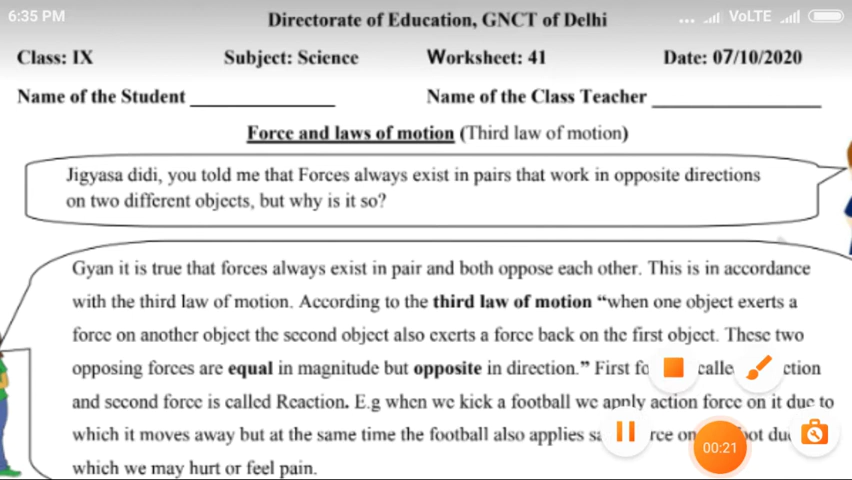 6:35 PM
Directorate of Education, GNCT of Delhi
... VoLTE
Class: IX Subject: Science Worksheet: 41 Date: 07/10/2020
Name of the Student ______________ Name of the Class Teacher ________________
Force and laws of motion (Third law of motion)
Jigyasa didi, you told me that Forces always exist in pairs that work in opposite directions
on two different objects, but why is it so?
Gyan it is true that forces always exist in pair and both oppose each other. This is in accordance
with the third law of motion. According to the third law of motion “when one object exerts a
force on another object the second object also exerts a force back on the first object. These two
opposing forces are equal in magnitude but opposite in direction.” First
and second force is called Reaction. E.g when we kick a football we apply action force on it due to
which it moves away but at the same time the football also applies
00:21
which we may hurt or feel pain.